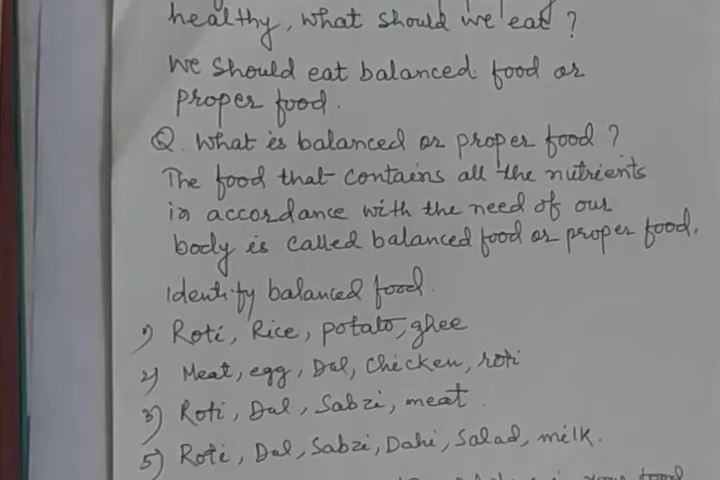 healthy, what should we eat?
We should eat balanced food or
proper food.
Q. What is balanced or proper food?
The food that contains all the nutrients
in accordance with the need of our
body is called balanced food or proper food.
Identify balanced food.
1) Roti, Rice, potato, ghee
2) Meat, egg, Dal, Chicken, roti
3) Roti, Dal, Sabzi, meat.
5) Roti, Dal, Sabzi, Dahi, Salad, milk.
in your food